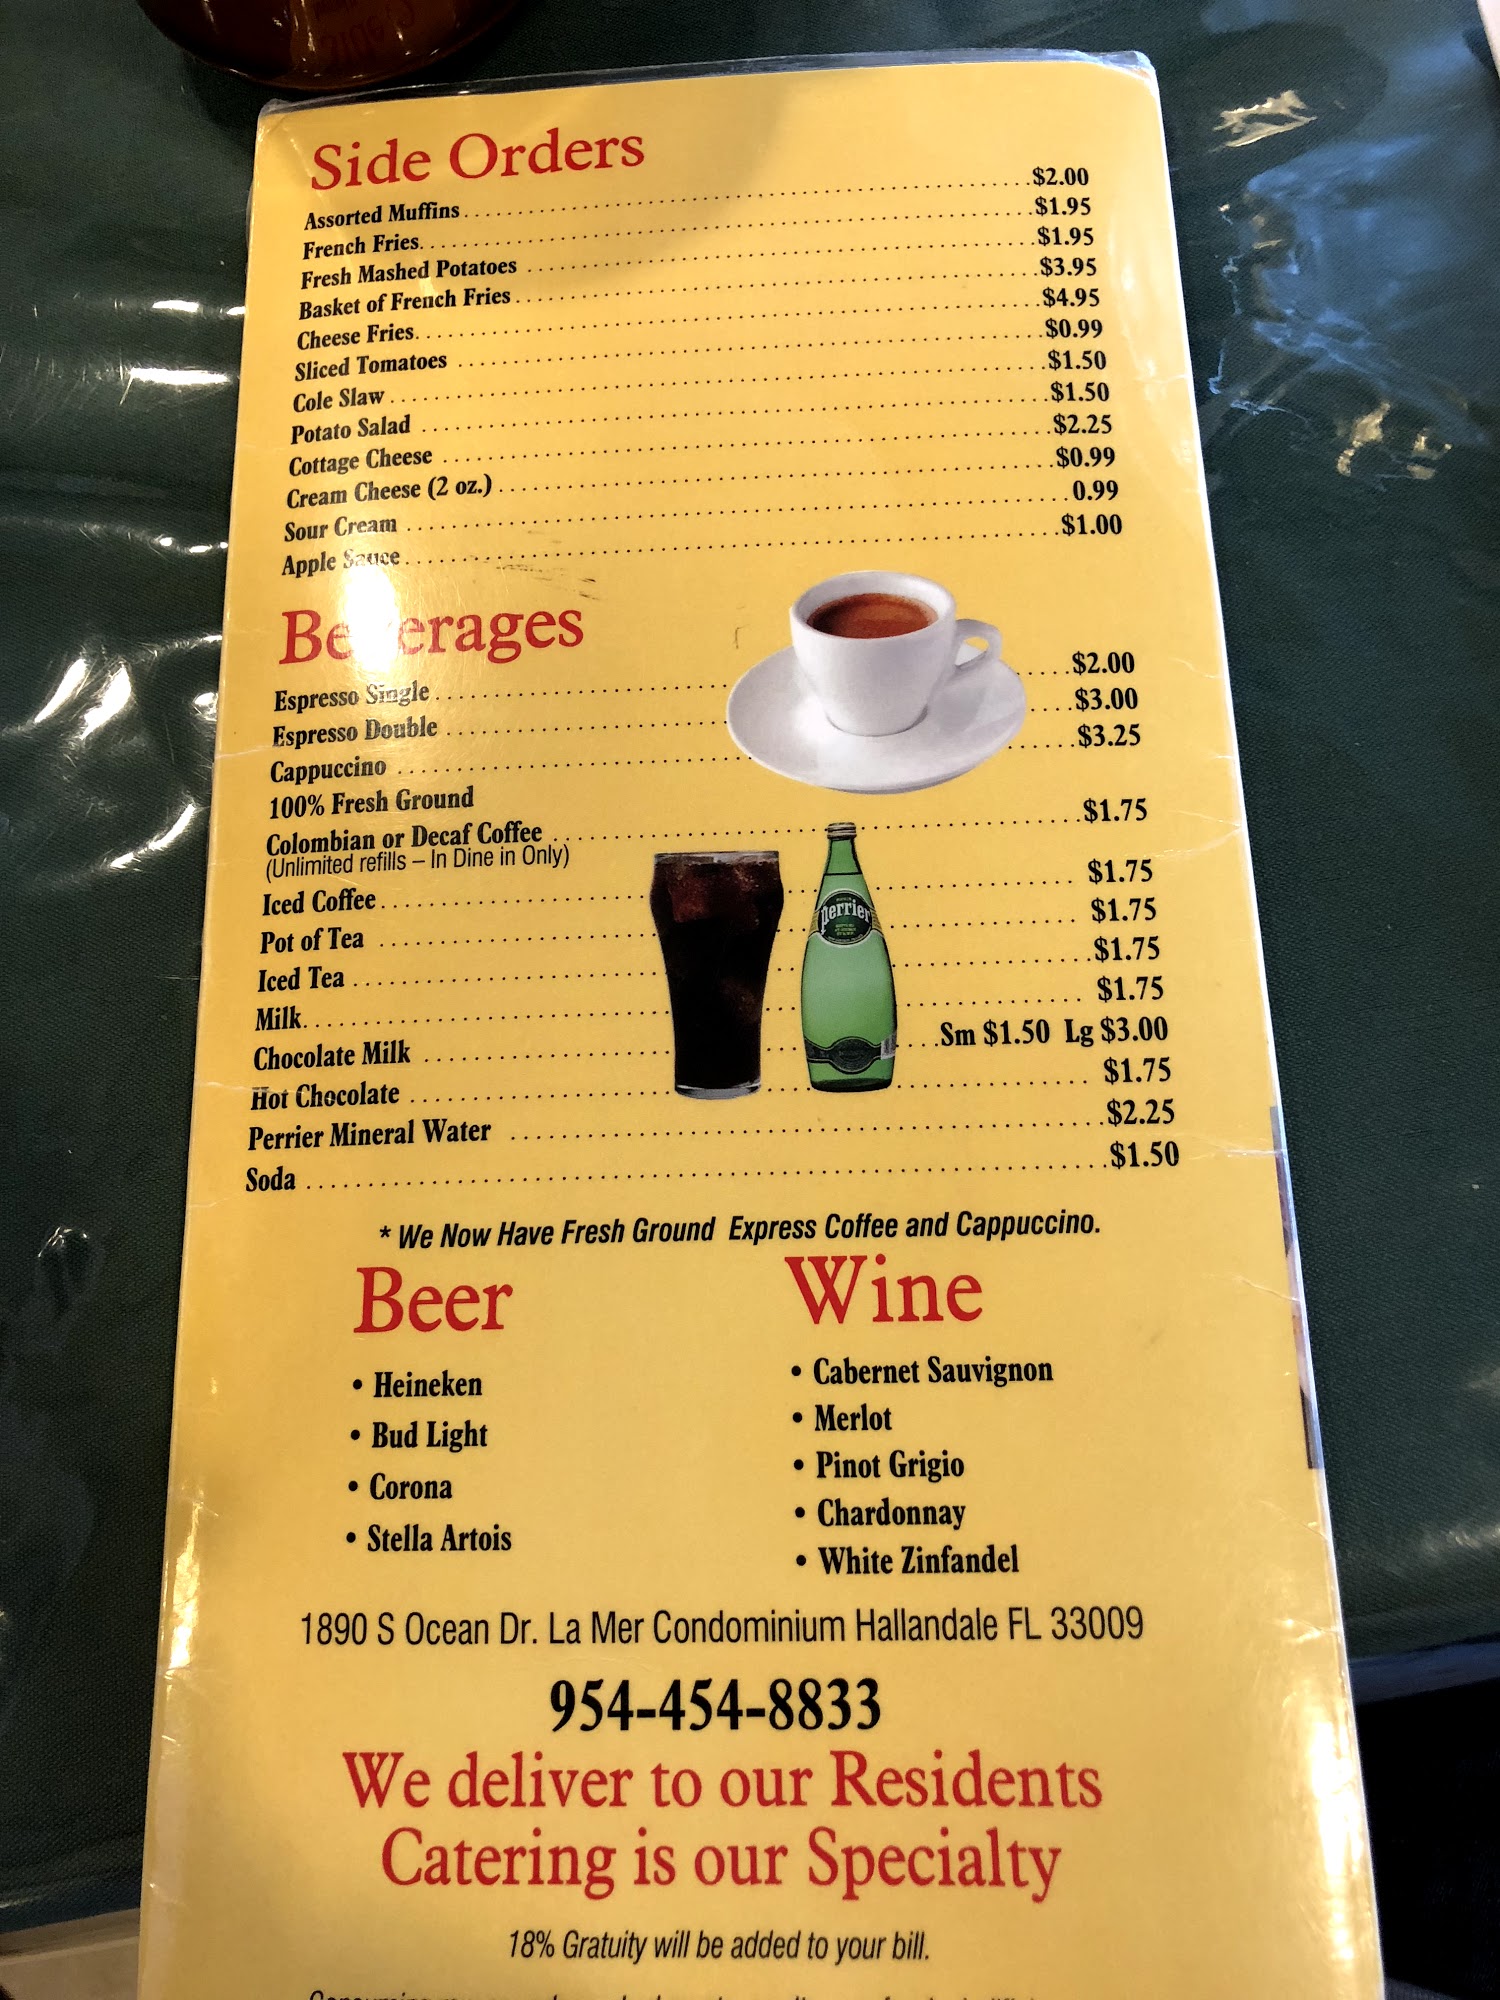 Side Orders
Assorted Muffins $2.00
French Fries $1.95
Fresh Mashed Potatoes $1.95
Basket of French Fries $3.95
Cheese Fries $4.95
Sliced Tomatoes $0.99
Cole Slaw $1.50
Potato Salad $1.50
Cottage Cheese $2.25
Cream Cheese (2 oz.) $0.99
Sour Cream 0.99
Apple Sauce $1.00
Beverages
Espresso Single $2.00
Espresso Double $3.00
Cappuccino $3.25
100% Fresh Ground
Colombian or Decaf Coffee $1.75
(Unlimited refills – In Dine in Only)
Iced Coffee $1.75
Pot of Tea $1.75
Iced Tea $1.75
Milk $1.75
Chocolate Milk Sm $1.50 Lg $3.00
Hot Chocolate $1.75
Perrier Mineral Water $2.25
Soda $1.50
perrier
* We Now Have Fresh Ground Express Coffee and Cappuccino.
Beer
• Heineken
• Bud Light
• Corona
• Stella Artois
Wine
• Cabernet Sauvignon
• Merlot
• Pinot Grigio
• Chardonnay
• White Zinfandel
1890 S Ocean Dr. La Mer Condominium Hallandale FL 33009
954-454-8833
We deliver to our Residents
Catering is our Specialty
18% Gratuity will be added to your bill.